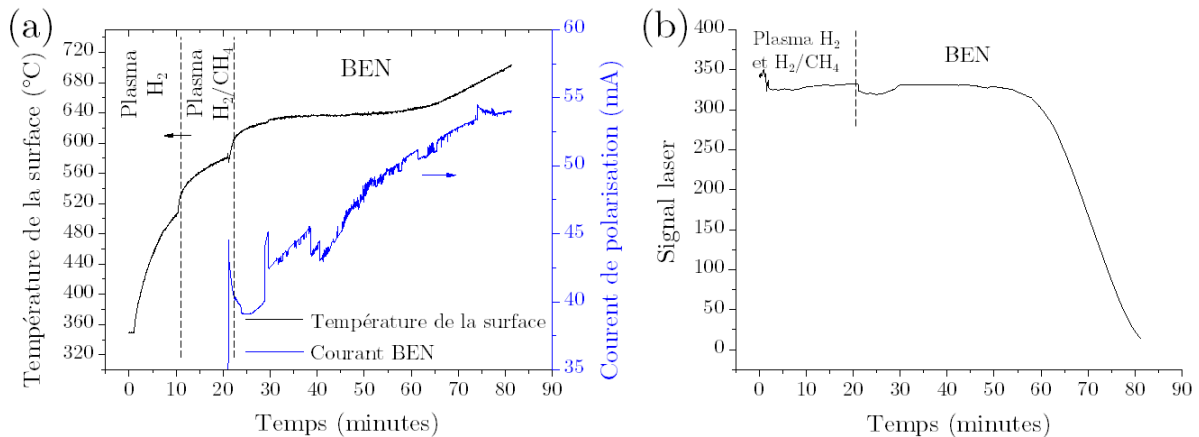 (a)
Température de la surface (°C)
720
680
640
600
560
520
480
440
400
360
320
Plasma
H2
Plasma
H2/CH4
BEN
Température de la surface
Courant BEN
0 10 20 30 40 50 60 70 80 90
Temps (minutes)
60
55
50
45
40
35
Courent de polarisation (mA)
(b)
Signal laser
400
350
300
250
200
150
100
50
0
Plasma H2
et H2/CH4
BEN
0 10 20 30 40 50 60 70 80 90
Temps (minutes)